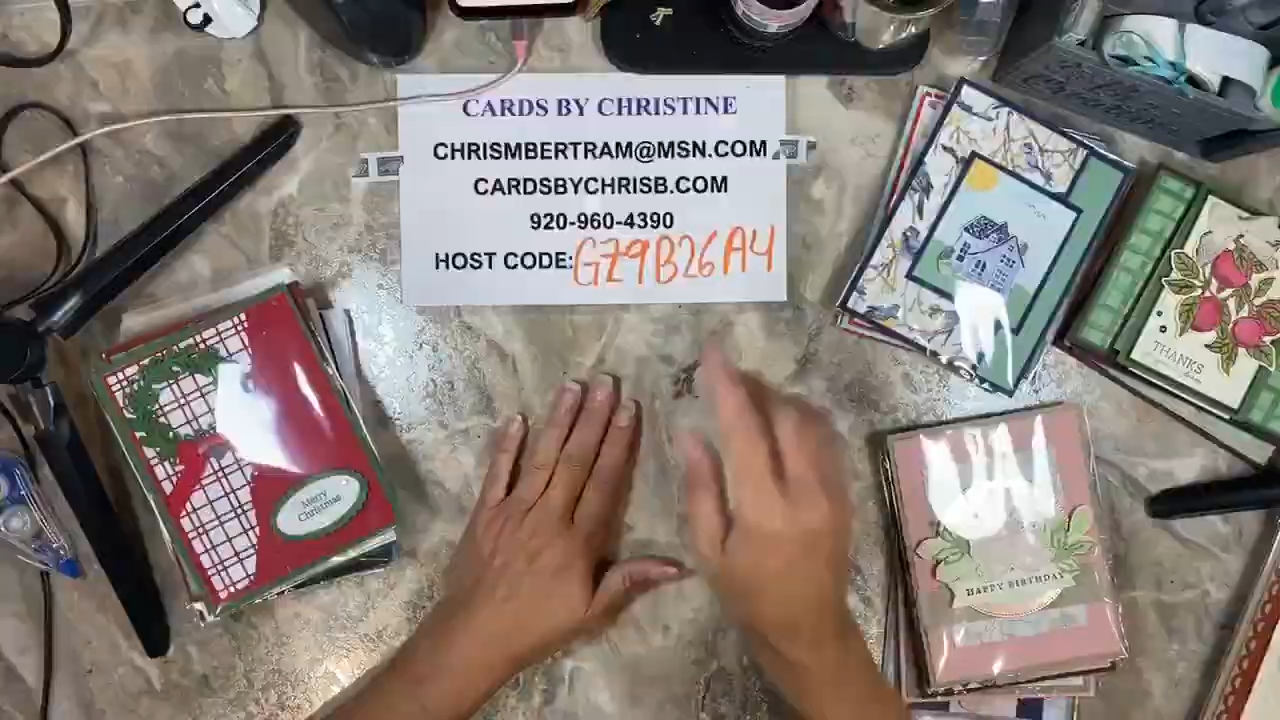 CARDS BY CHRISTINE
CHRISMBERTRAM@MSN.COM
CARDSBYCHRISB.COM
920-960-4390
HOST CODE: GZ9B26A4
Merry
Christmas
THANKS
HAPPY BIRTHDAY